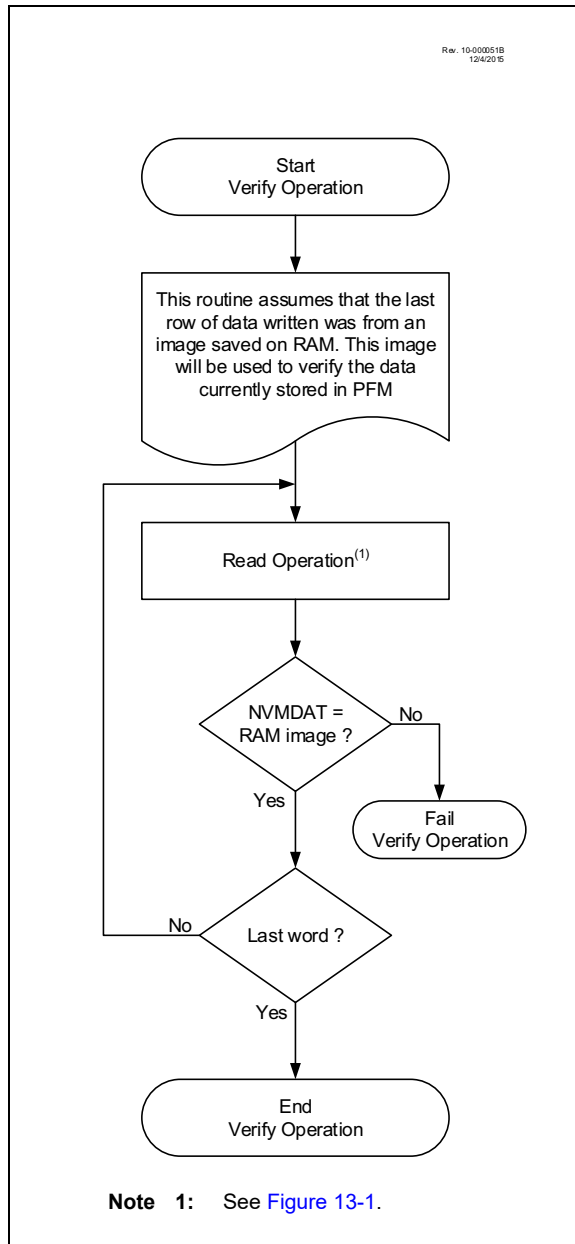 Rev. 10-000051B
12/4/2015
Start
Verify Operation
This routine assumes that the last
row of data written was from an
image saved on RAM. This image
will be used to verify the data
currently stored in PFM
Read Operation(1)
NVMDAT =
RAM image ?
No
Yes
Fail
Verify Operation
Last word ?
No
Yes
End
Verify Operation
Note 1: See Figure 13-1.